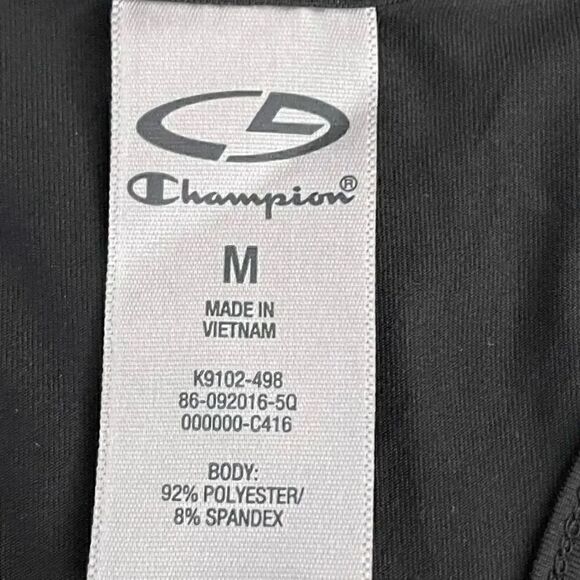 Champion®
M
MADE IN
VIETNAM
K9102-498
86-092016-5Q
000000-C416
BODY:
92% POLYESTER/
8% SPANDEX